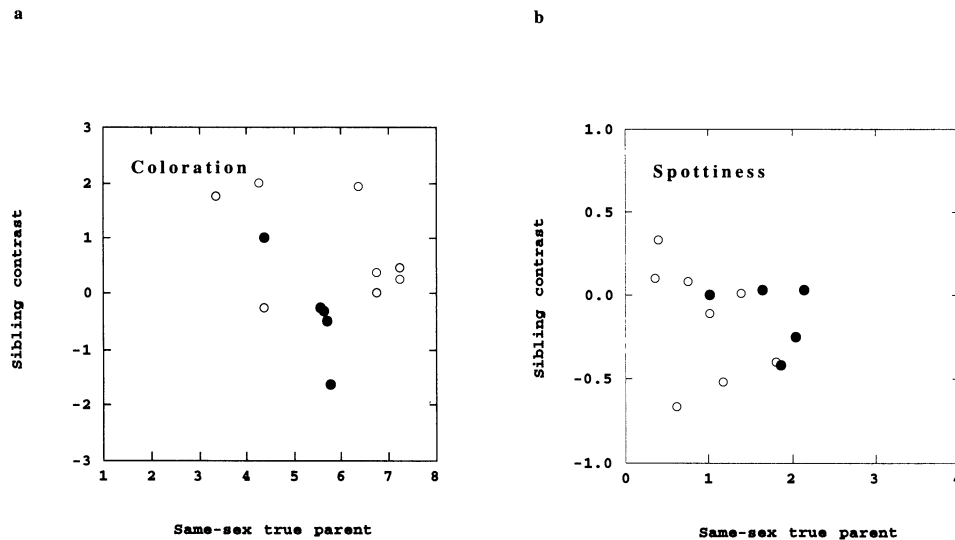 a
3
Coloration
2
1
0
-1
-2
-3
Sibling contrast
1 2 3 4 5 6 7 8
Same-sex true parent
b
1.0
Spottiness
0.5
0.0
-0.5
-1.0
Sibling contrast
0 1 2 3 4
Same-sex true parent